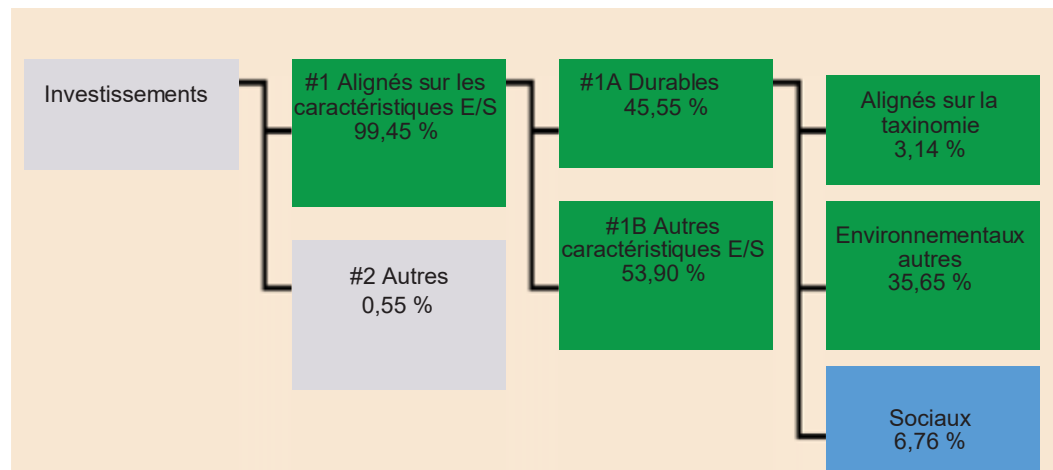 Investissements
#1 Alignés sur les
caractéristiques E/S
99,45 %
#2 Autres
0,55 %
#1A Durables
45,55 %
#1B Autres
caractéristiques E/S
53,90 %
Alignés sur la
taxinomie
3,14 %
Environnementaux
autres
35,65 %
Sociaux
6,76 %